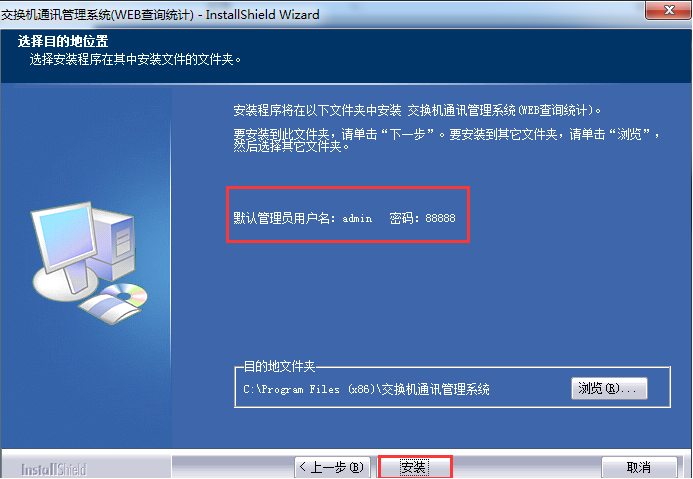 交换机通讯管理系统(WEB查询统计) - InstallShield Wizard
选择目的地位置
选择安装程序在其中安装文件的文件夹。
安装程序将在以下文件夹中安装 交换机通讯管理系统(WEB查询统计)。
要安装到此文件夹，请单击“下一步”。要安装到其它文件夹，请单击“浏览”，
然后选择其它文件夹。
默认管理员用户名：admin 密码：88888
目的地文件夹
C:\Program Files (x86)\交换机通讯管理系统
浏览(R)...
InstallShield
< 上一步(B)
安装
取消